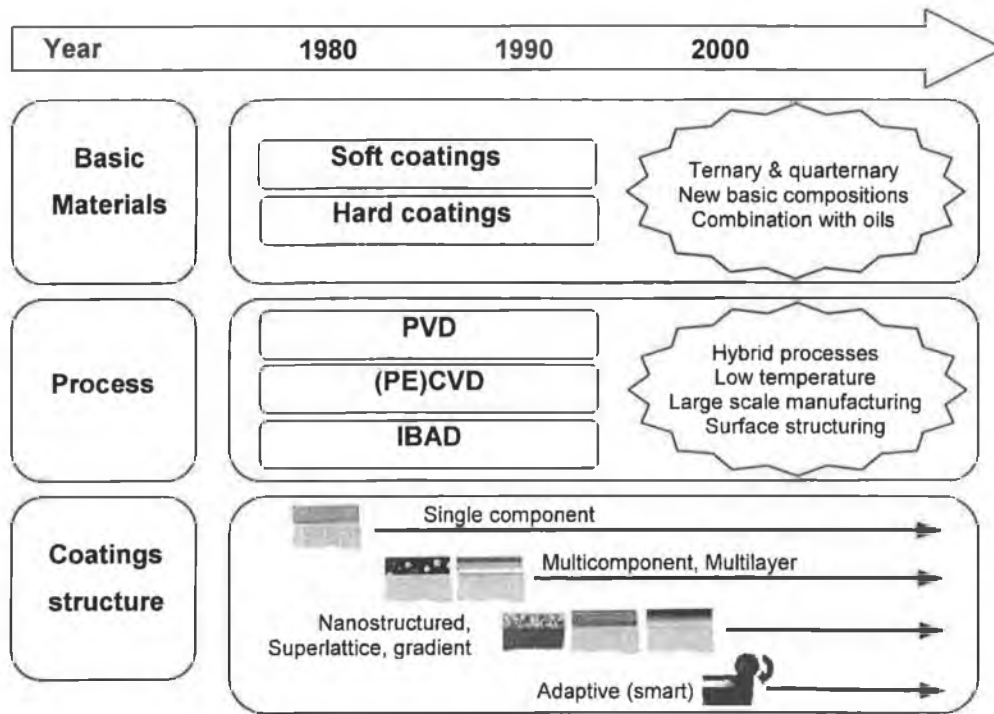 Year 1980 1990 2000
Basic
Materials
Soft coatings
Hard coatings
Ternary & quarternary
New basic compositions
Combination with oils
Process
PVD
(PE)CVD
IBAD
Hybrid processes
Low temperature
Large scale manufacturing
Surface structuring
Coatings
structure
Single component
Multicomponent, Multilayer
Nanostructured,
Superlattice, gradient
Adaptive (smart)